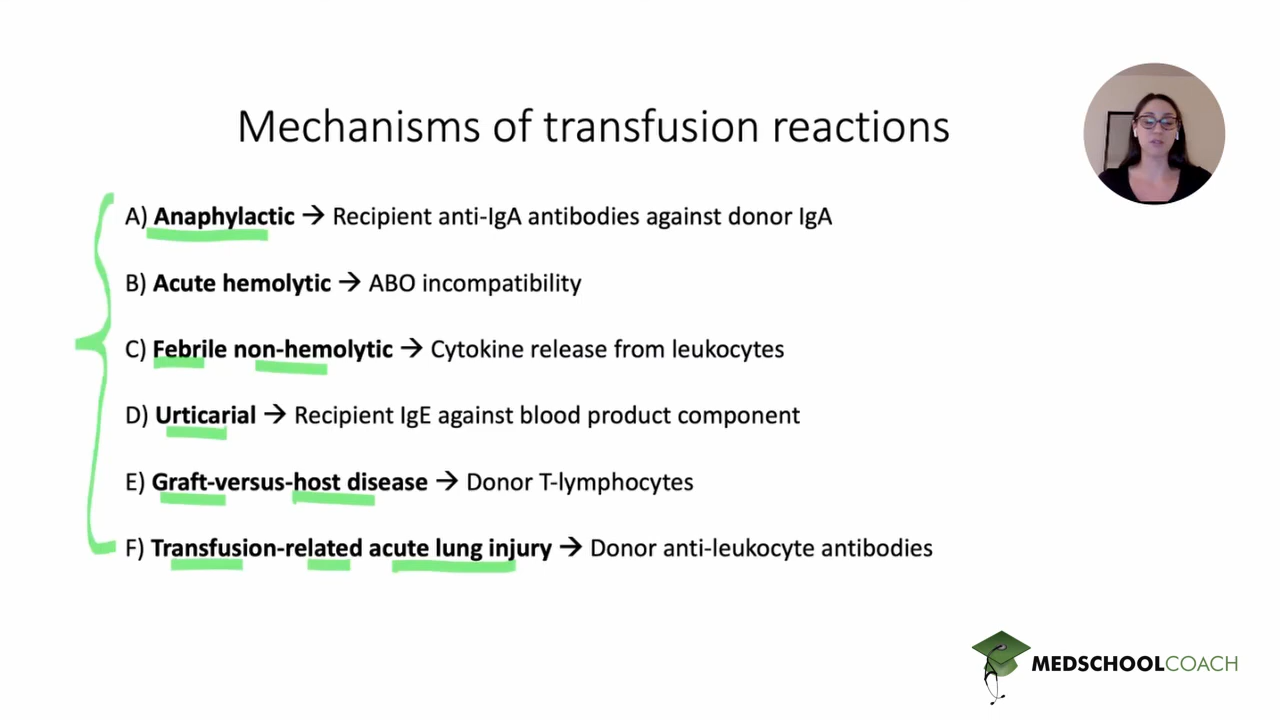 Mechanisms of transfusion reactions
A) Anaphylactic → Recipient anti-IgA antibodies against donor IgA
B) Acute hemolytic → ABO incompatibility
C) Febrile non-hemolytic → Cytokine release from leukocytes
D) Urticarial → Recipient IgE against blood product component
E) Graft-versus-host disease → Donor T-lymphocytes
F) Transfusion-related acute lung injury → Donor anti-leukocyte antibodies
MEDSCHOOLCOACH